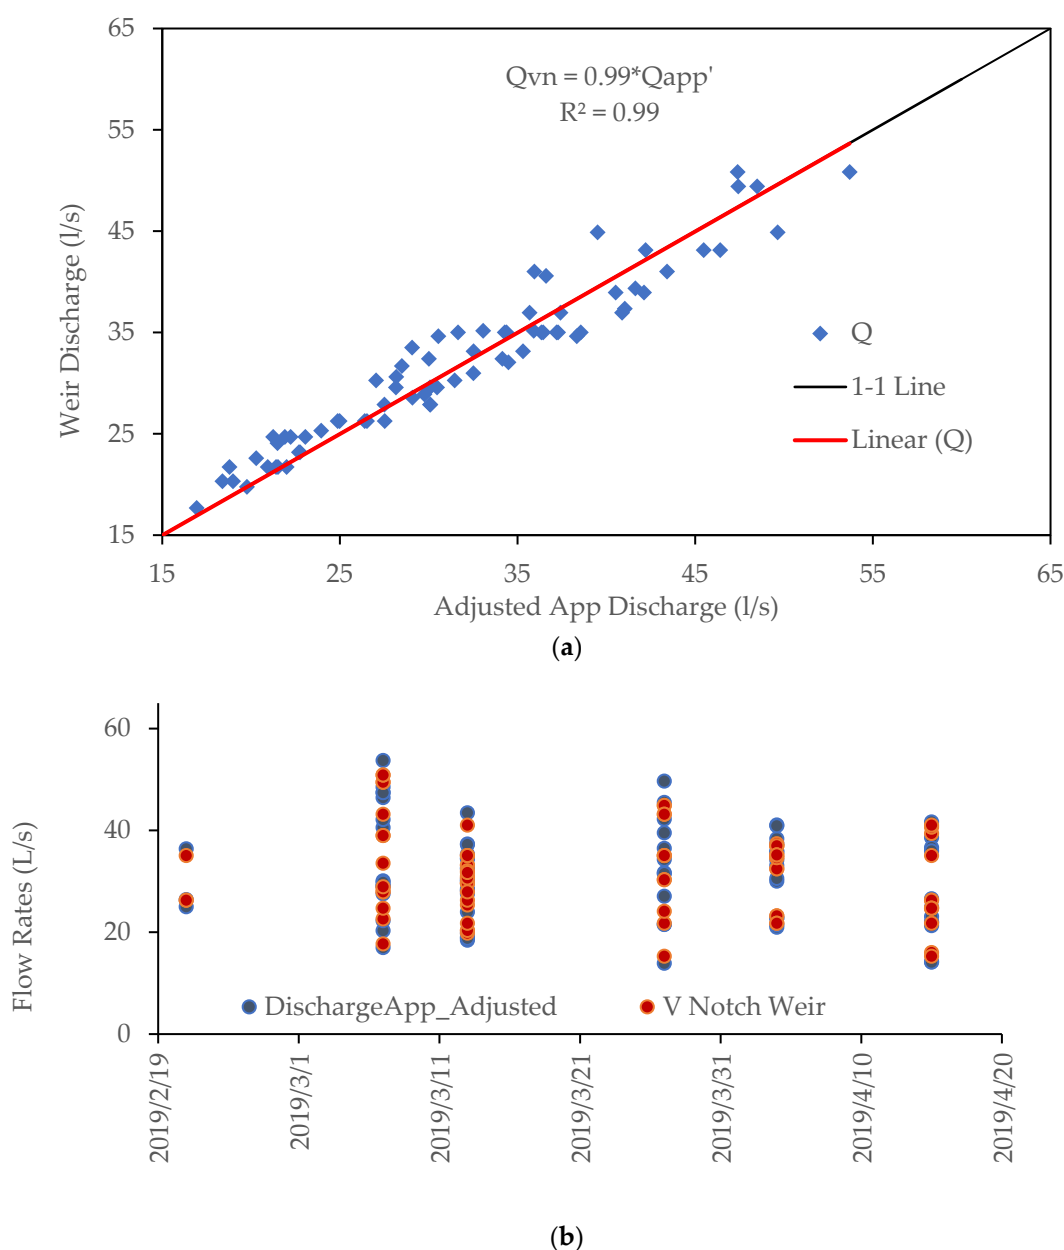 65
55
45
35
25
15
Weir Discharge (l/s)
Qvn = 0.99*Qapp'
R² = 0.99
Q
1-1 Line
Linear (Q)
15 25 35 45 55 65
Adjusted App Discharge (l/s)
(a)
60
40
20
0
Flow Rates (L/s)
DischargeApp_Adjusted V Notch Weir
2019/2/19
2019/3/1
2019/3/11
2019/3/21
2019/3/31
2019/4/10
2019/4/20
(b)